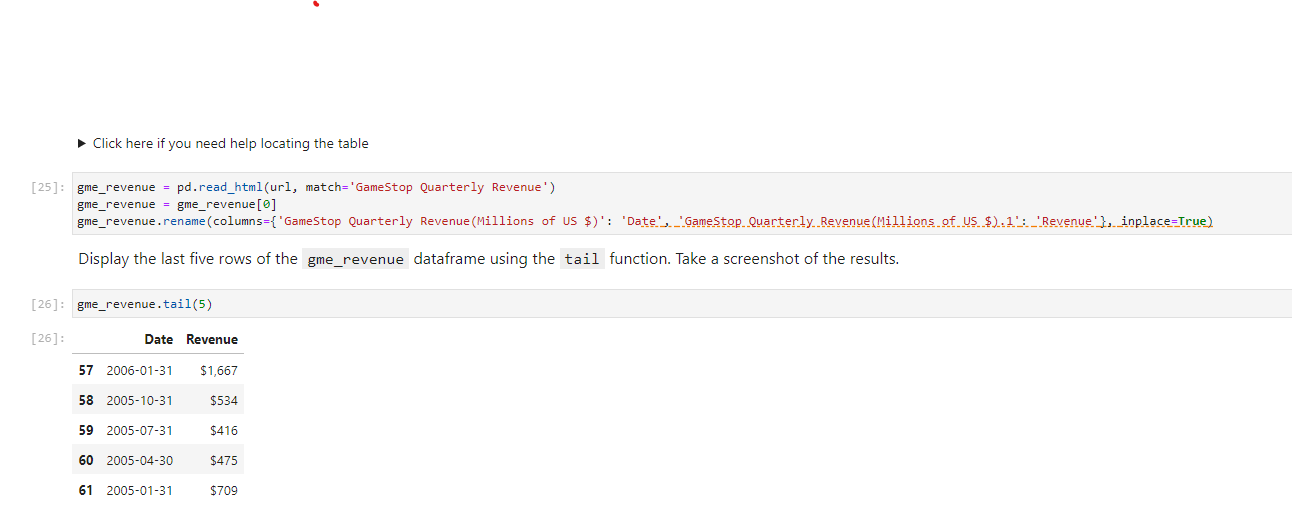 ▶ Click here if you need help locating the table
[25]: gme_revenue = pd.read_html(url, match='GameStop Quarterly Revenue')
gme_revenue = gme_revenue[0]
gme_revenue.rename(columns={'GameStop Quarterly Revenue(Millions of US $)': 'Date', 'GameStop Quarterly Revenue(Millions of US $).1': 'Revenue'}, inplace=True)
Display the last five rows of the gme_revenue dataframe using the tail function. Take a screenshot of the results.
[26]: gme_revenue.tail(5)
[26]:
Date Revenue
57 2006-01-31 $1,667
58 2005-10-31 $534
59 2005-07-31 $416
60 2005-04-30 $475
61 2005-01-31 $709